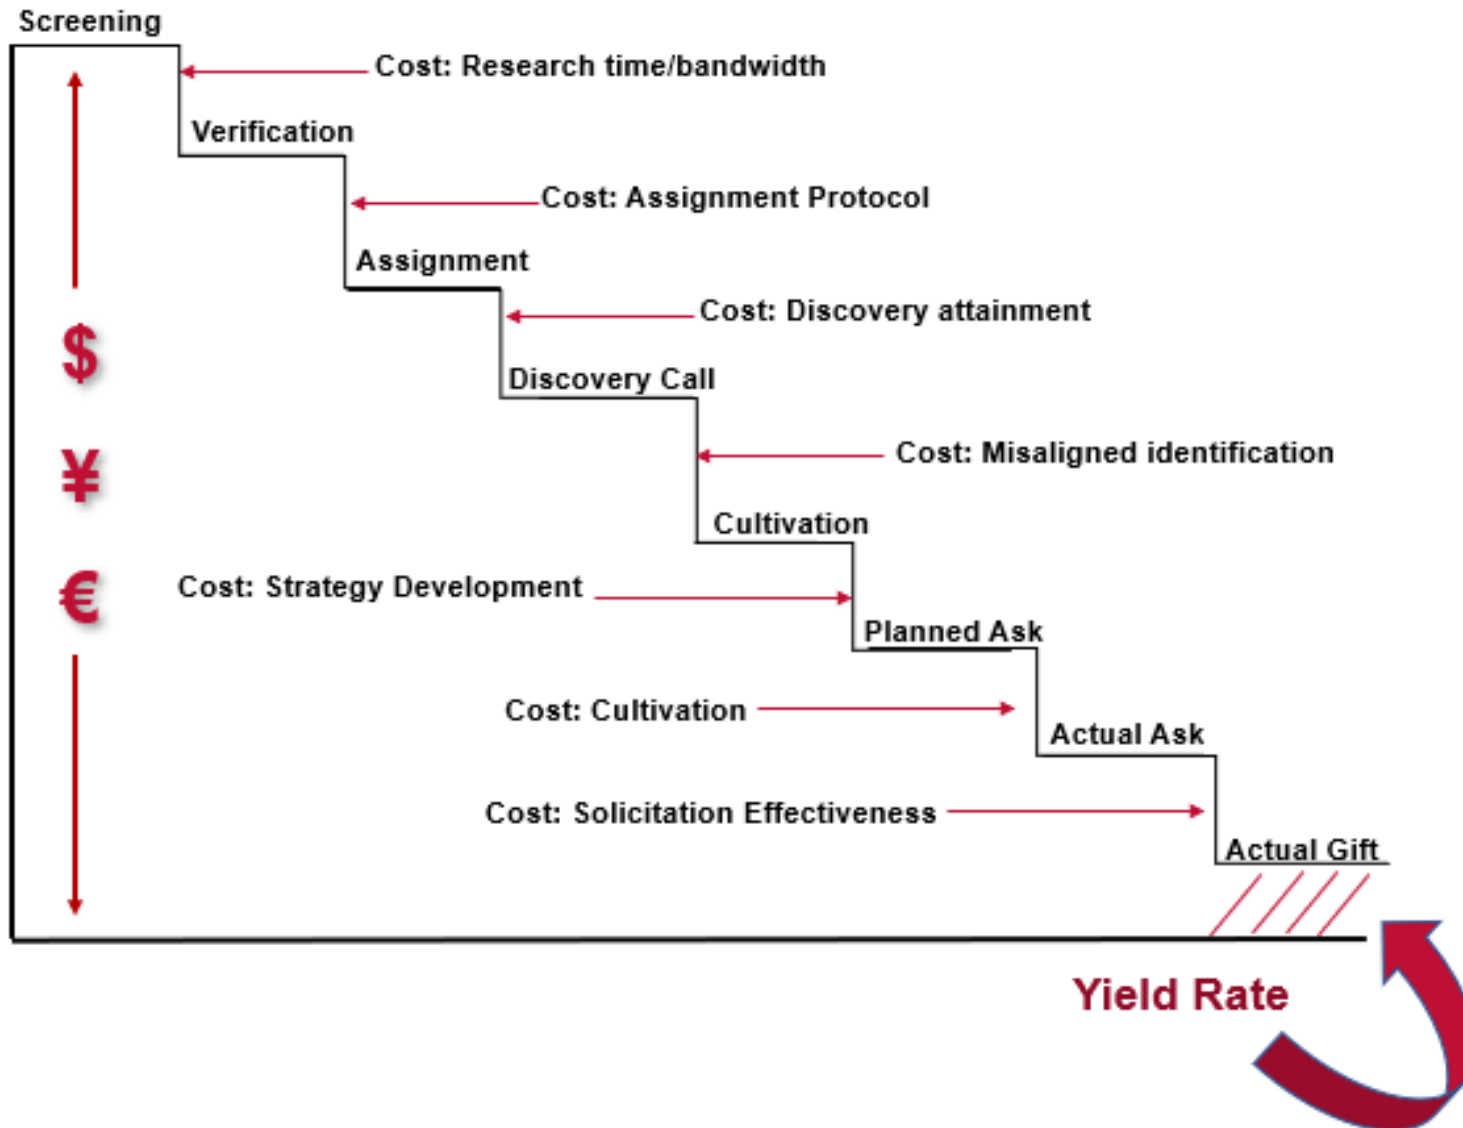 Screening
Cost: Research time/bandwidth
Verification
Cost: Assignment Protocol
Assignment
Cost: Discovery attainment
$
Discovery Call
Cost: Misaligned identification
¥
Cultivation
Cost: Strategy Development
€
Planned Ask
Cost: Cultivation
Actual Ask
Cost: Solicitation Effectiveness
Actual Gift
Yield Rate